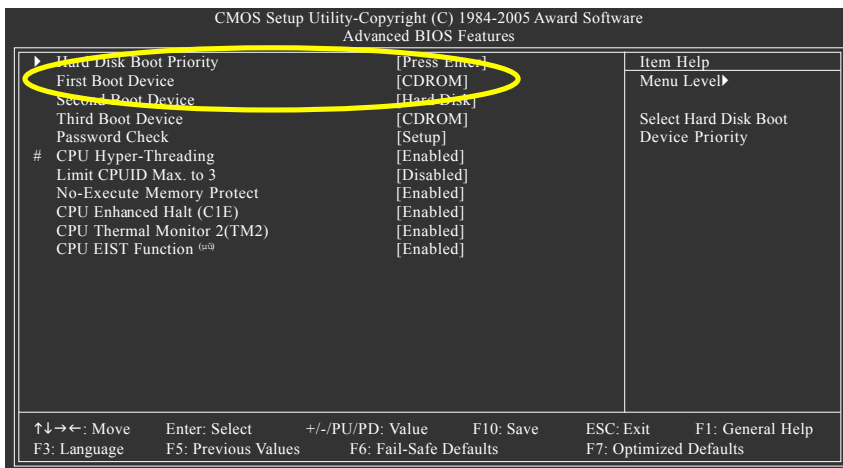 CMOS Setup Utility-Copyright (C) 1984-2005 Award Software
Advanced BIOS Features
Hard Disk Boot Priority [Press Enter] Item Help
First Boot Device [CDROM] Menu Level
Second Boot Device [Hard Disk]
Third Boot Device [CDROM] Select Hard Disk Boot
Password Check [Setup] Device Priority
# CPU Hyper-Threading [Enabled]
Limit CPUID Max. to 3 [Disabled]
No-Execute Memory Protect [Enabled]
CPU Enhanced Halt (C1E) [Enabled]
CPU Thermal Monitor 2(TM2) [Enabled]
CPU EIST Function [Enabled]
↑↓→←: Move Enter: Select +/-/PU/PD: Value F10: Save ESC: Exit F1: General Help
F3: Language F5: Previous Values F6: Fail-Safe Defaults F7: Optimized Defaults